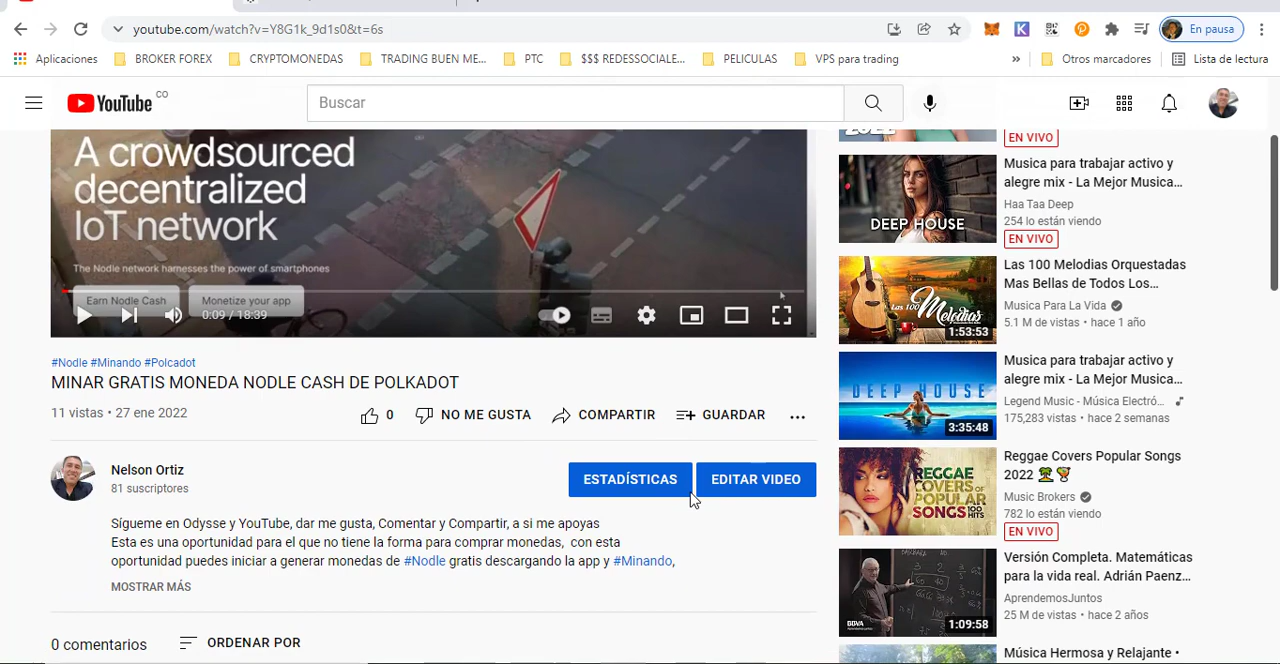 youtube.com/watch?v=Y8G1k_9d1s0&t=6s
En pausa
Aplicaciones
BROKER FOREX
CRYPTOMONEDAS
TRADING BUEN ME...
PTC
$$$ REDESSOCIALE...
PELICULAS
VPS para trading
»
Otros marcadores
Lista de lectura
YouTube CO
Buscar
A crowdsourced
decentralized
IoT network
The Nodle network harnesses the power of smartphones
Earn Nodle Cash
Monetize your app
0:09 / 18:39
#Nodle #Minando #Polcadot
MINAR GRATIS MONEDA NODLE CASH DE POLKADOT
11 vistas • 27 ene 2022
0
NO ME GUSTA
COMPARTIR
GUARDAR
Nelson Ortiz
81 suscriptores
ESTADÍSTICAS
EDITAR VIDEO
Sígueme en Odysse y YouTube, dar me gusta, Comentar y Compartir, a si me apoyas
Esta es una oportunidad para el que no tiene la forma para comprar monedas, con esta
oportunidad puedes iniciar a generar monedas de #Nodle gratis descargando la app y #Minando,
MOSTRAR MÁS
0 comentarios
ORDENAR POR
EN VIVO
DEEP HOUSE
Musica para trabajar activo y
alegre mix - La Mejor Musica...
Haa Taa Deep
254 lo están viendo
EN VIVO
Las 100 Melodias
1:53:53
Las 100 Melodias Orquestadas
Mas Bellas de Todos Los...
Musica Para La Vida
5.1 M de vistas • hace 1 año
DEEP HOUSE
3:35:48
Musica para trabajar activo y
alegre mix - La Mejor Musica...
Legend Music - Música Electró...
175,283 vistas • hace 2 semanas
REGGAE
COVERS OF
POPULAR
SONGS
100 HITS
Reggae Covers Popular Songs
2022
Music Brokers
782 lo están viendo
EN VIVO
BBVA
1:09:58
Versión Completa. Matemáticas
para la vida real. Adrián Paenz...
AprendemosJuntos
25 M de vistas • hace 2 años
Música Hermosa y Relajante •